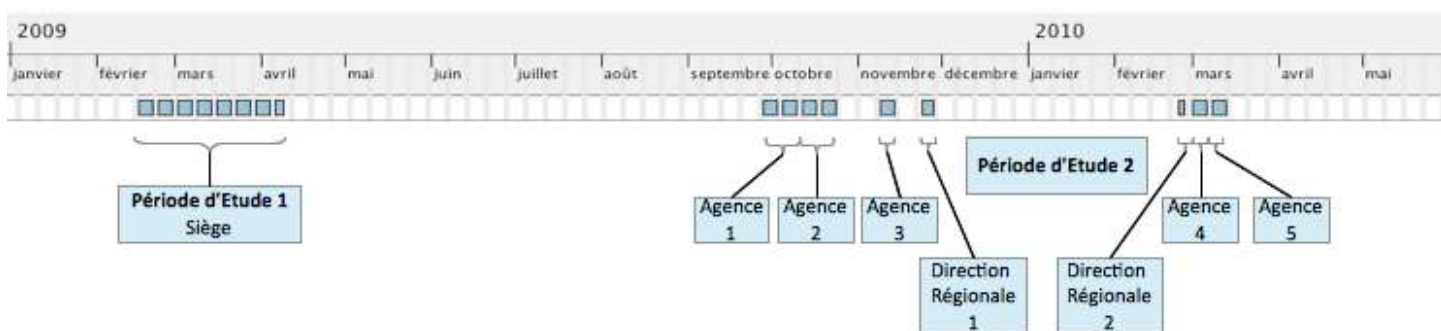 2009 2010
janvier février mars avril mai juin juillet août septembre octobre novembre décembre janvier février mars avril mai
Période d'Etude 1
Siège
Période d'Etude 2
Agence
1
Agence
2
Agence
3
Agence
4
Agence
5
Direction
Régionale
1
Direction
Régionale
2